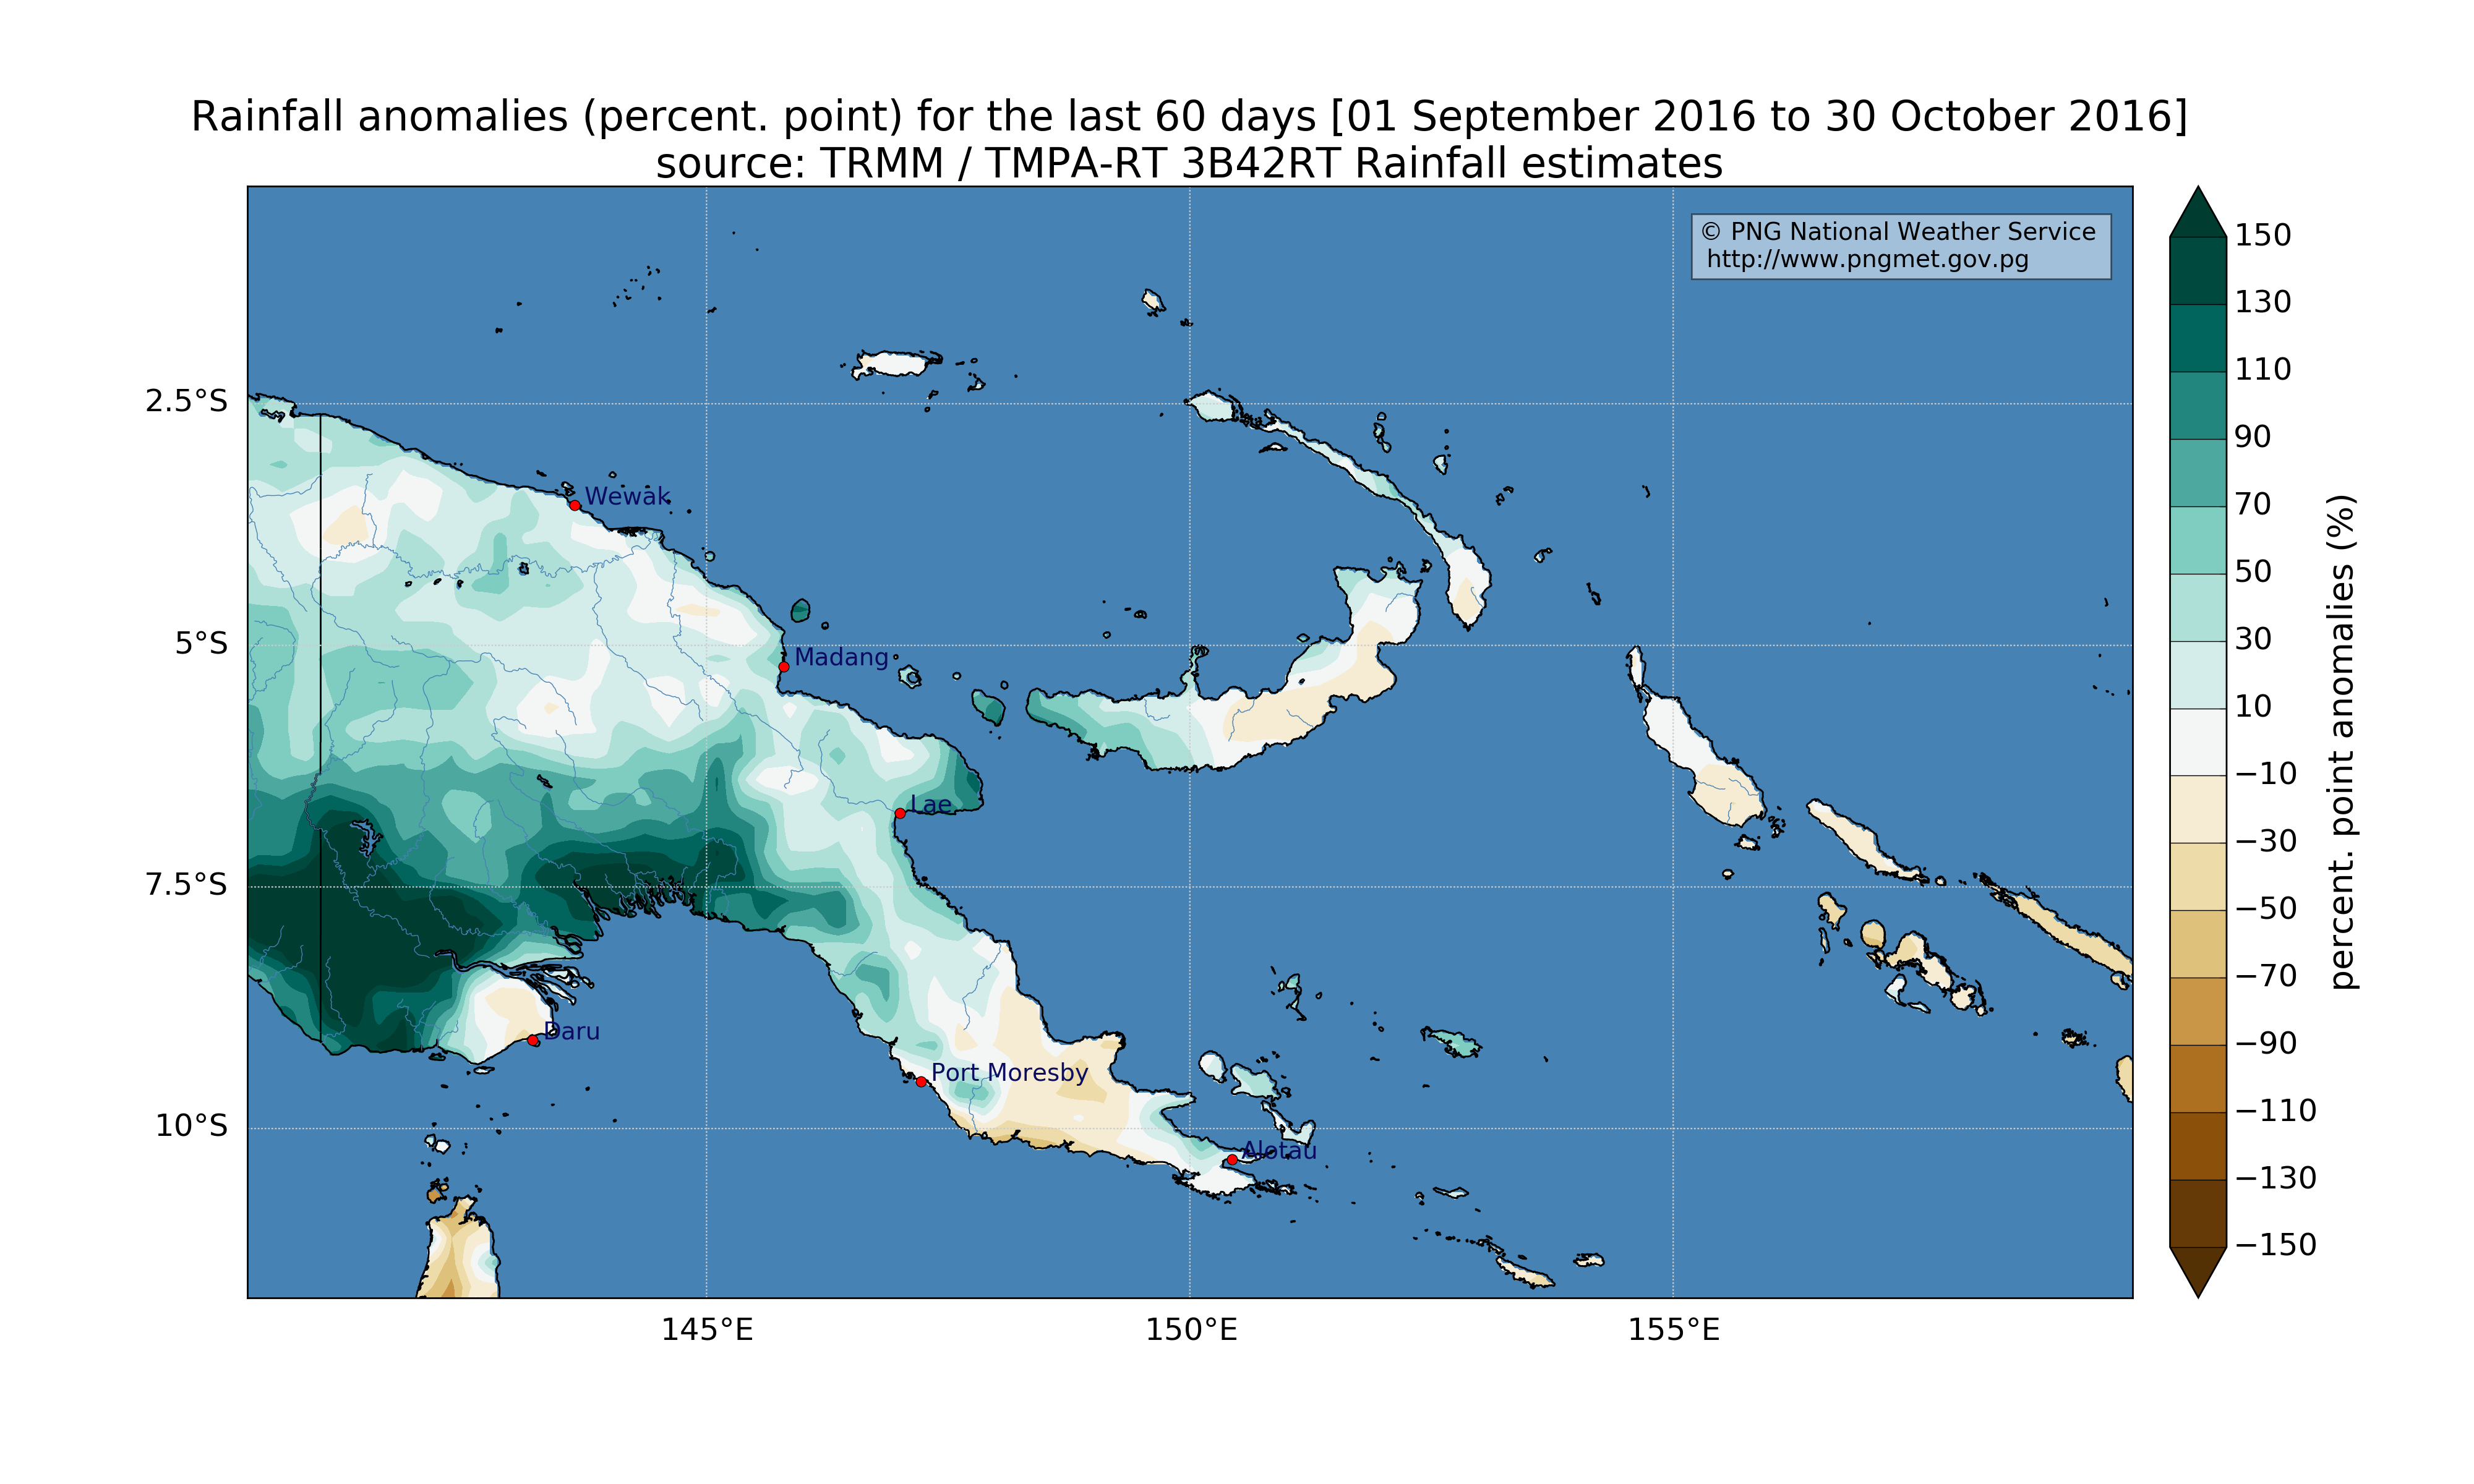 Rainfall anomalies (percent. point) for the last 60 days [01 September 2016 to 30 October 2016]
source: TRMM / TMPA-RT 3B42RT Rainfall estimates
© PNG National Weather Service
http://www.pngmet.gov.pg
2.5°S
5°S
7.5°S
10°S
Wewak
Madang
Lae
Daru
Port Moresby
Alotau
145°E
150°E
155°E
150
130
110
90
70
50
30
10
−10
−30
−50
−70
−90
−110
−130
−150
percent. point anomalies (%)